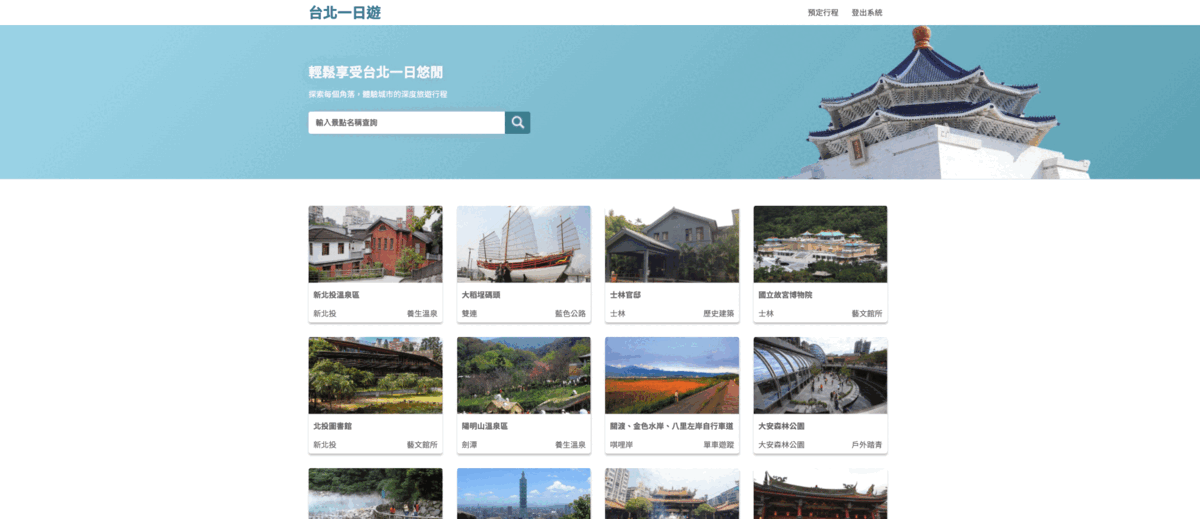 台北一日遊
預定行程 登出系統
輕鬆享受台北一日悠閒
探索每個角落，體驗城市的深度旅遊行程
輸入景點名稱查詢
新北投溫泉區
新北投 養生溫泉
大稻埕碼頭
雙連 藍色公路
士林官邸
士林 歷史建築
國立故宮博物院
士林 藝文館所
北投圖書館
新北投 藝文館所
陽明山溫泉區
劍潭 養生溫泉
關渡、金色水岸、八里左岸自行車道
唭哩岸 單車遊蹤
大安森林公園
大安森林公園 戶外踏青